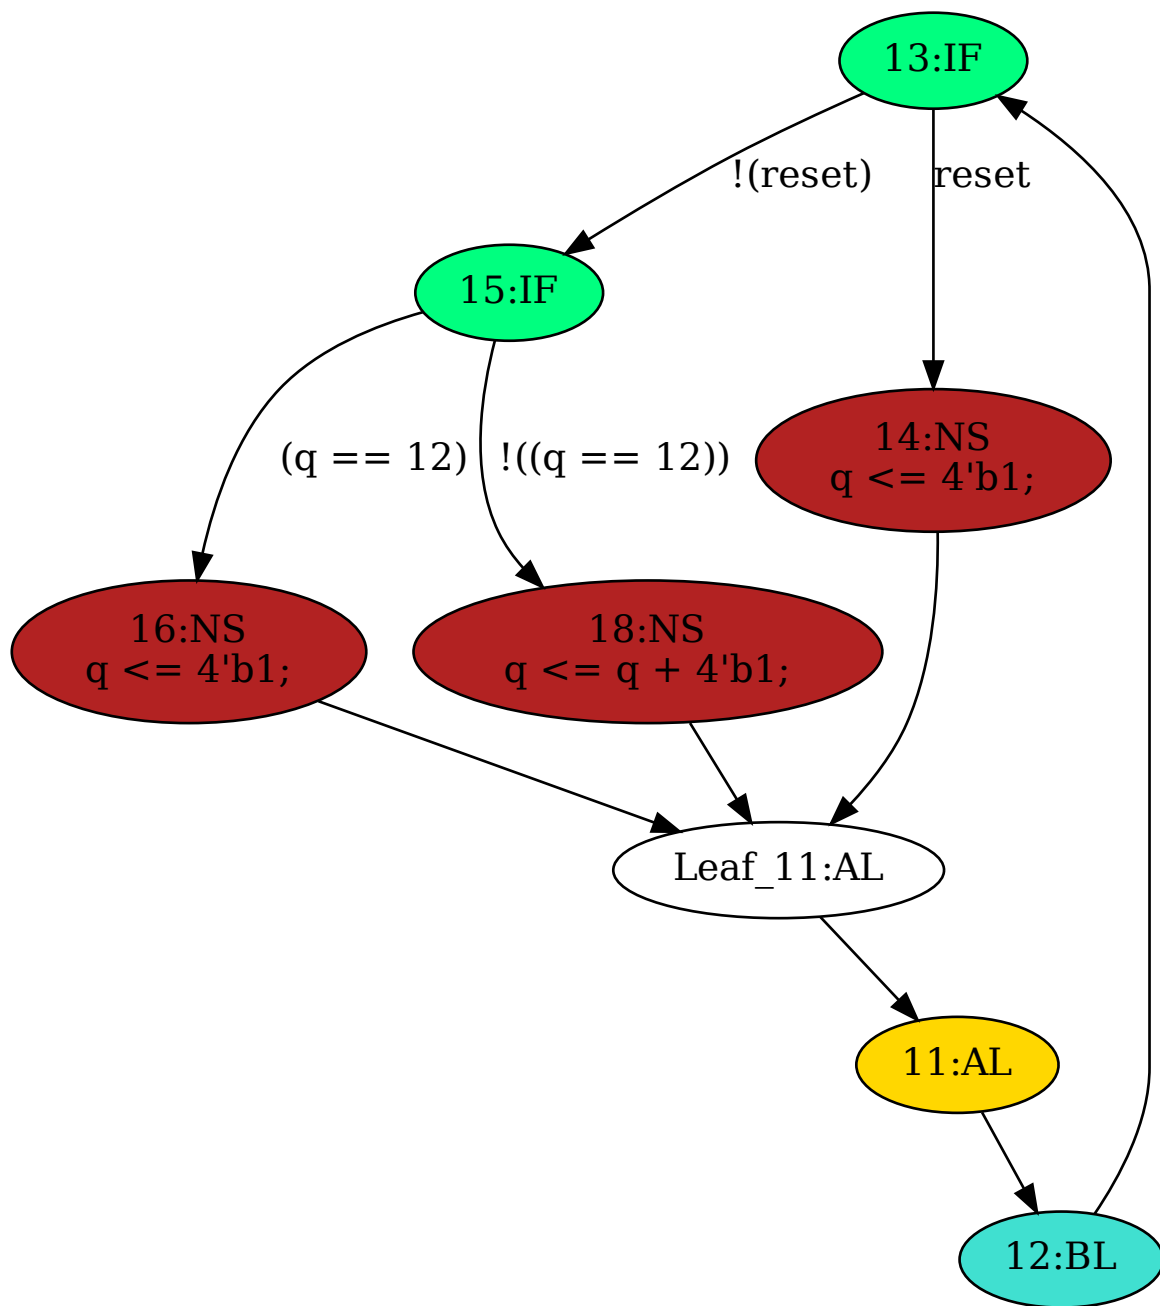 13:IF
!(reset)
reset
15:IF
(q == 12)
!((q == 12))
14:NS
q <= 4'b1;
16:NS
q <= 4'b1;
18:NS
q <= q + 4'b1;
Leaf_11:AL
11:AL
12:BL